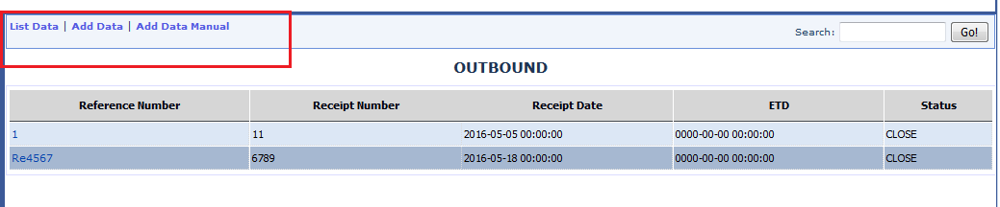 List Data | Add Data | Add Data Manual Search: Go!
OUTBOUND
Reference Number Receipt Number Receipt Date ETD Status
1 11 2016-05-05 00:00:00 0000-00-00 00:00:00 CLOSE
Re4567 6789 2016-05-18 00:00:00 0000-00-00 00:00:00 CLOSE